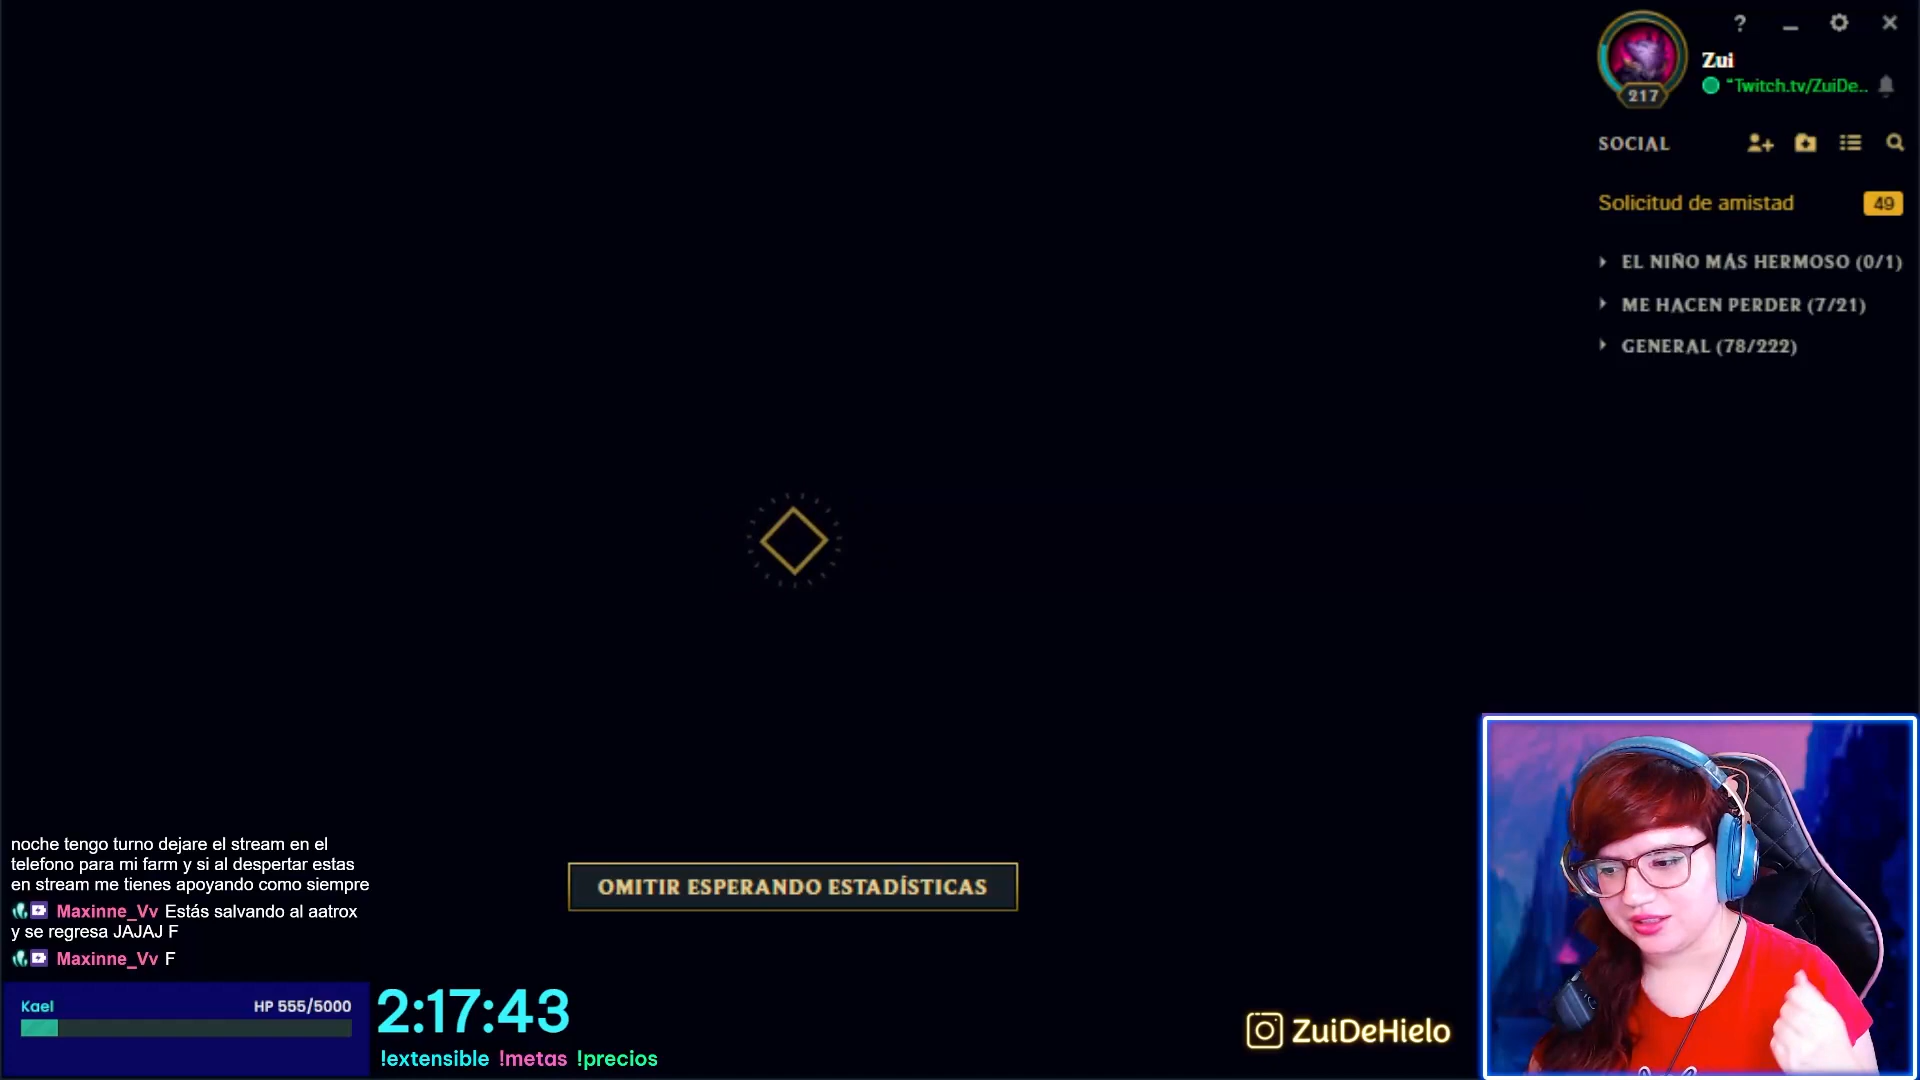 ?
Zui
“Twitch.tv/ZuiDe..
217
SOCIAL
Solicitud de amistad 49
EL NIÑO MÁS HERMOSO (0/1)
ME HACEN PERDER (7/21)
GENERAL (78/222)
OMITIR ESPERANDO ESTADÍSTICAS
noche tengo turno dejare el stream en el
telefono para mi farm y si al despertar estas
en stream me tienes apoyando como siempre
Maxinne_Vv Estás salvando al aatrox
y se regresa JAJAJ F
Maxinne_Vv F
Kael HP 555/5000
2:17:43
!extensible !metas !precios
ZuiDeHielo